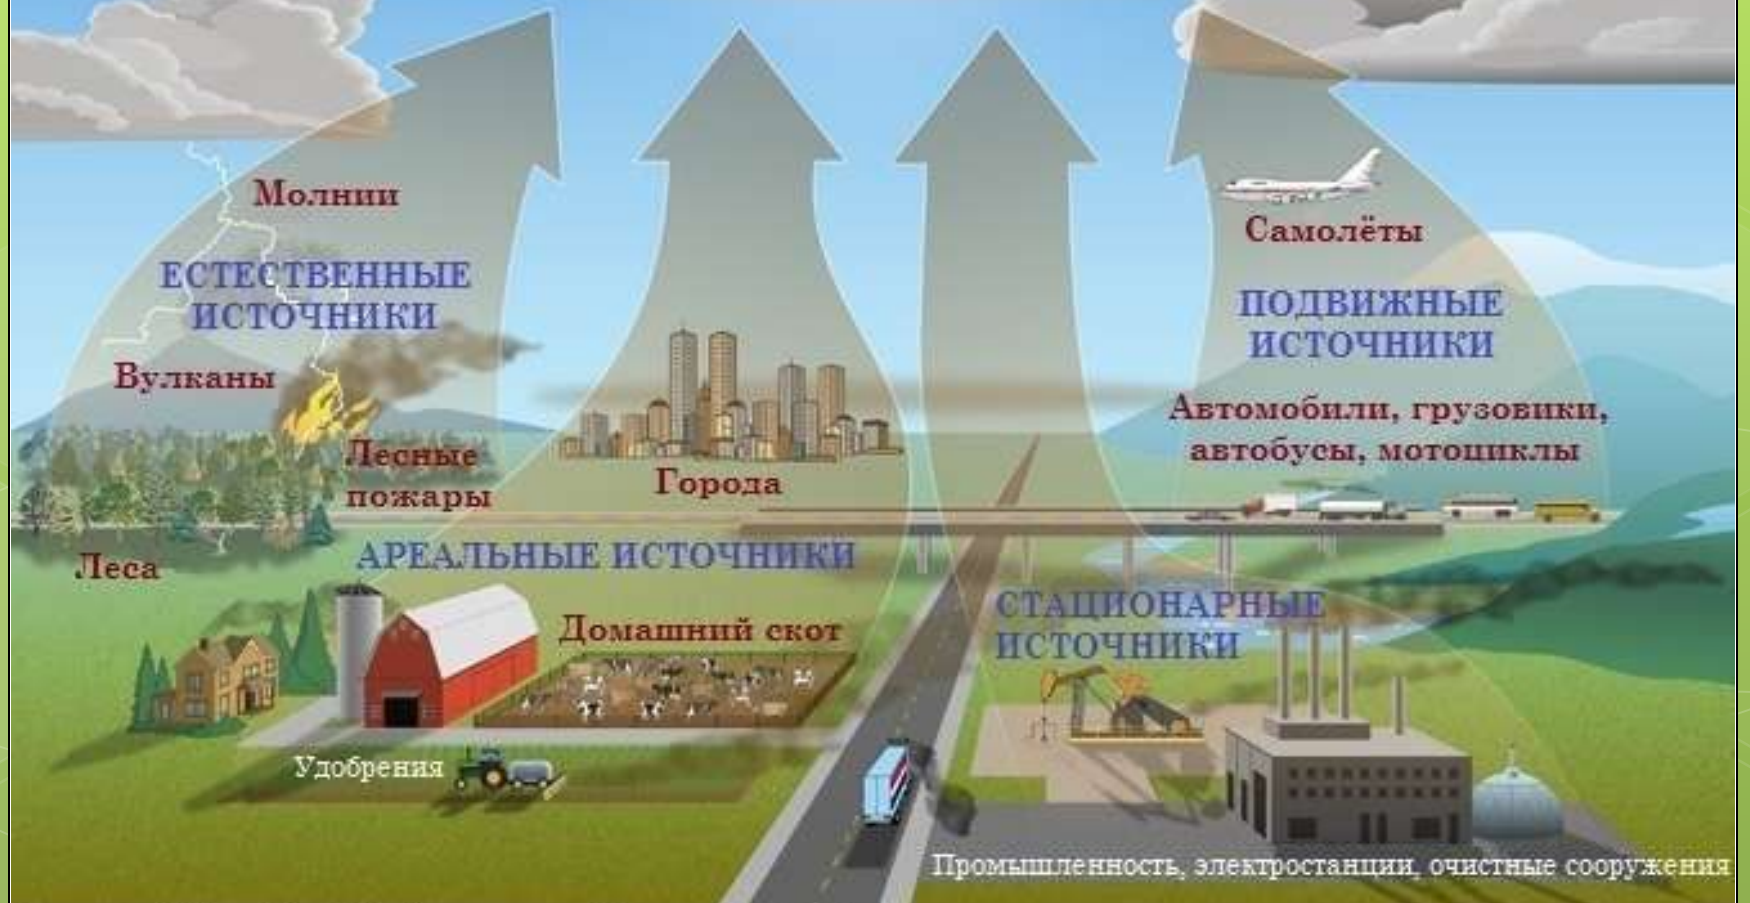 Молнии
ЕСТЕСТВЕННЫЕ
ИСТОЧНИКИ
Вулканы
Лесные
пожары
Леса
Города
АРЕАЛЬНЫЕ ИСТОЧНИКИ
Домашний скот
Удобрения
Самолёты
ПОДВИЖНЫЕ
ИСТОЧНИКИ
Автомобили, грузовики,
автобусы, мотоциклы
СТАЦИОНАРНЫЕ
ИСТОЧНИКИ
Промышленность, электростанции, очистные сооружения